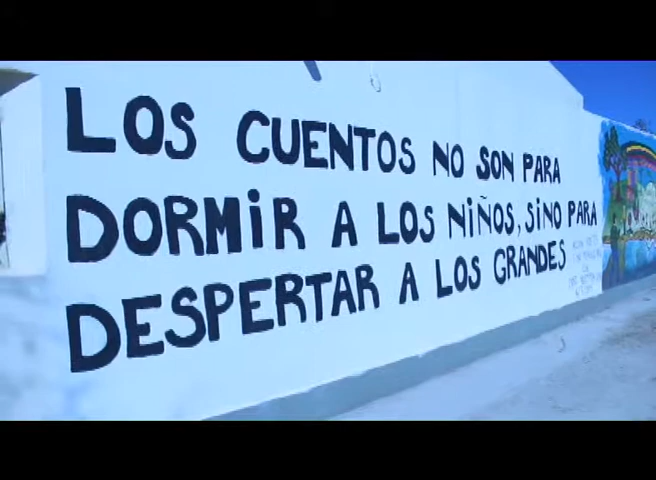 LOS CUENTOS NO SON PARA
DORMIR A LOS NIÑOS, SINO PARA
DESPERTAR A LOS GRANDES